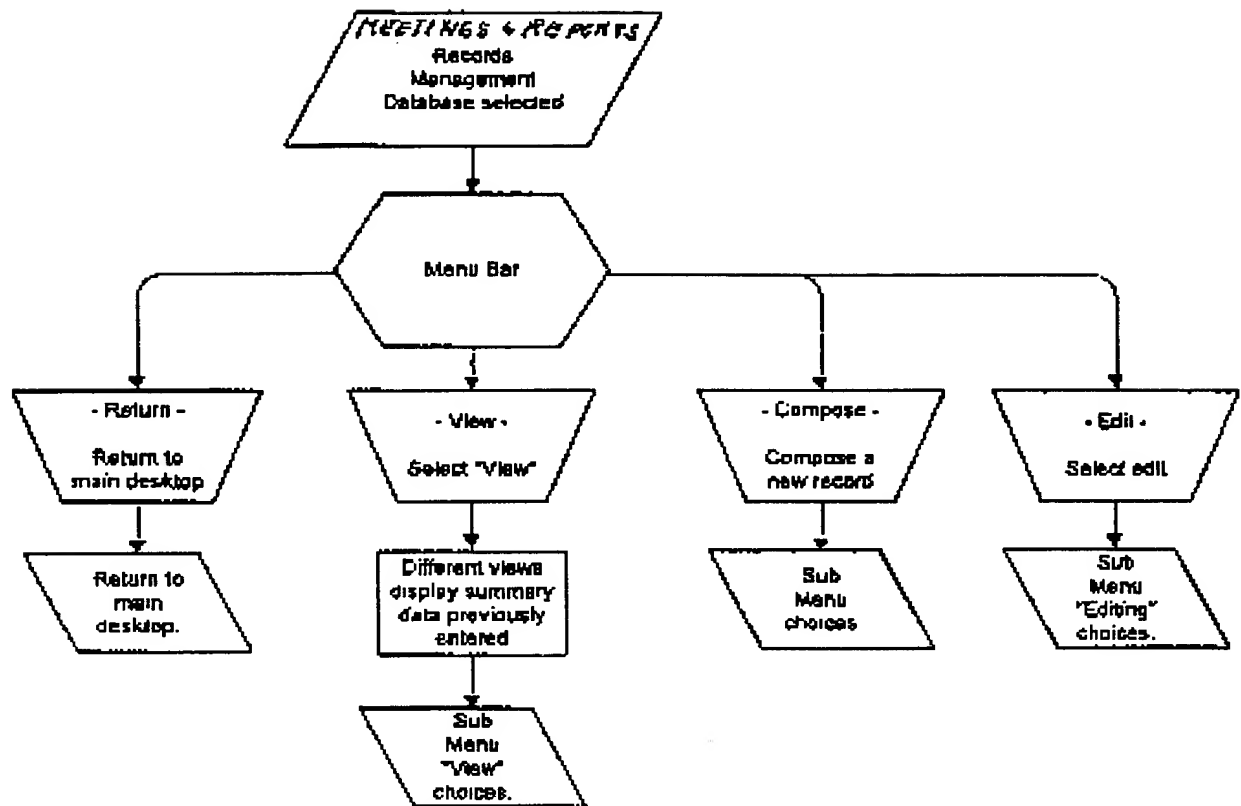 MEETINGS & REPORTS
Records
Management
Database selected
Menu Bar
- Return -
Return to
main desktop
- View -
Select "View"
- Compose -
Compose a
new record
- Edit -
Select edit
Return to
main
desktop.
Different views
display summary
data previously
entered
Sub
Menu
choices
Sub
Menu
"Editing"
choices.
Sub
Menu
"View"
choices.